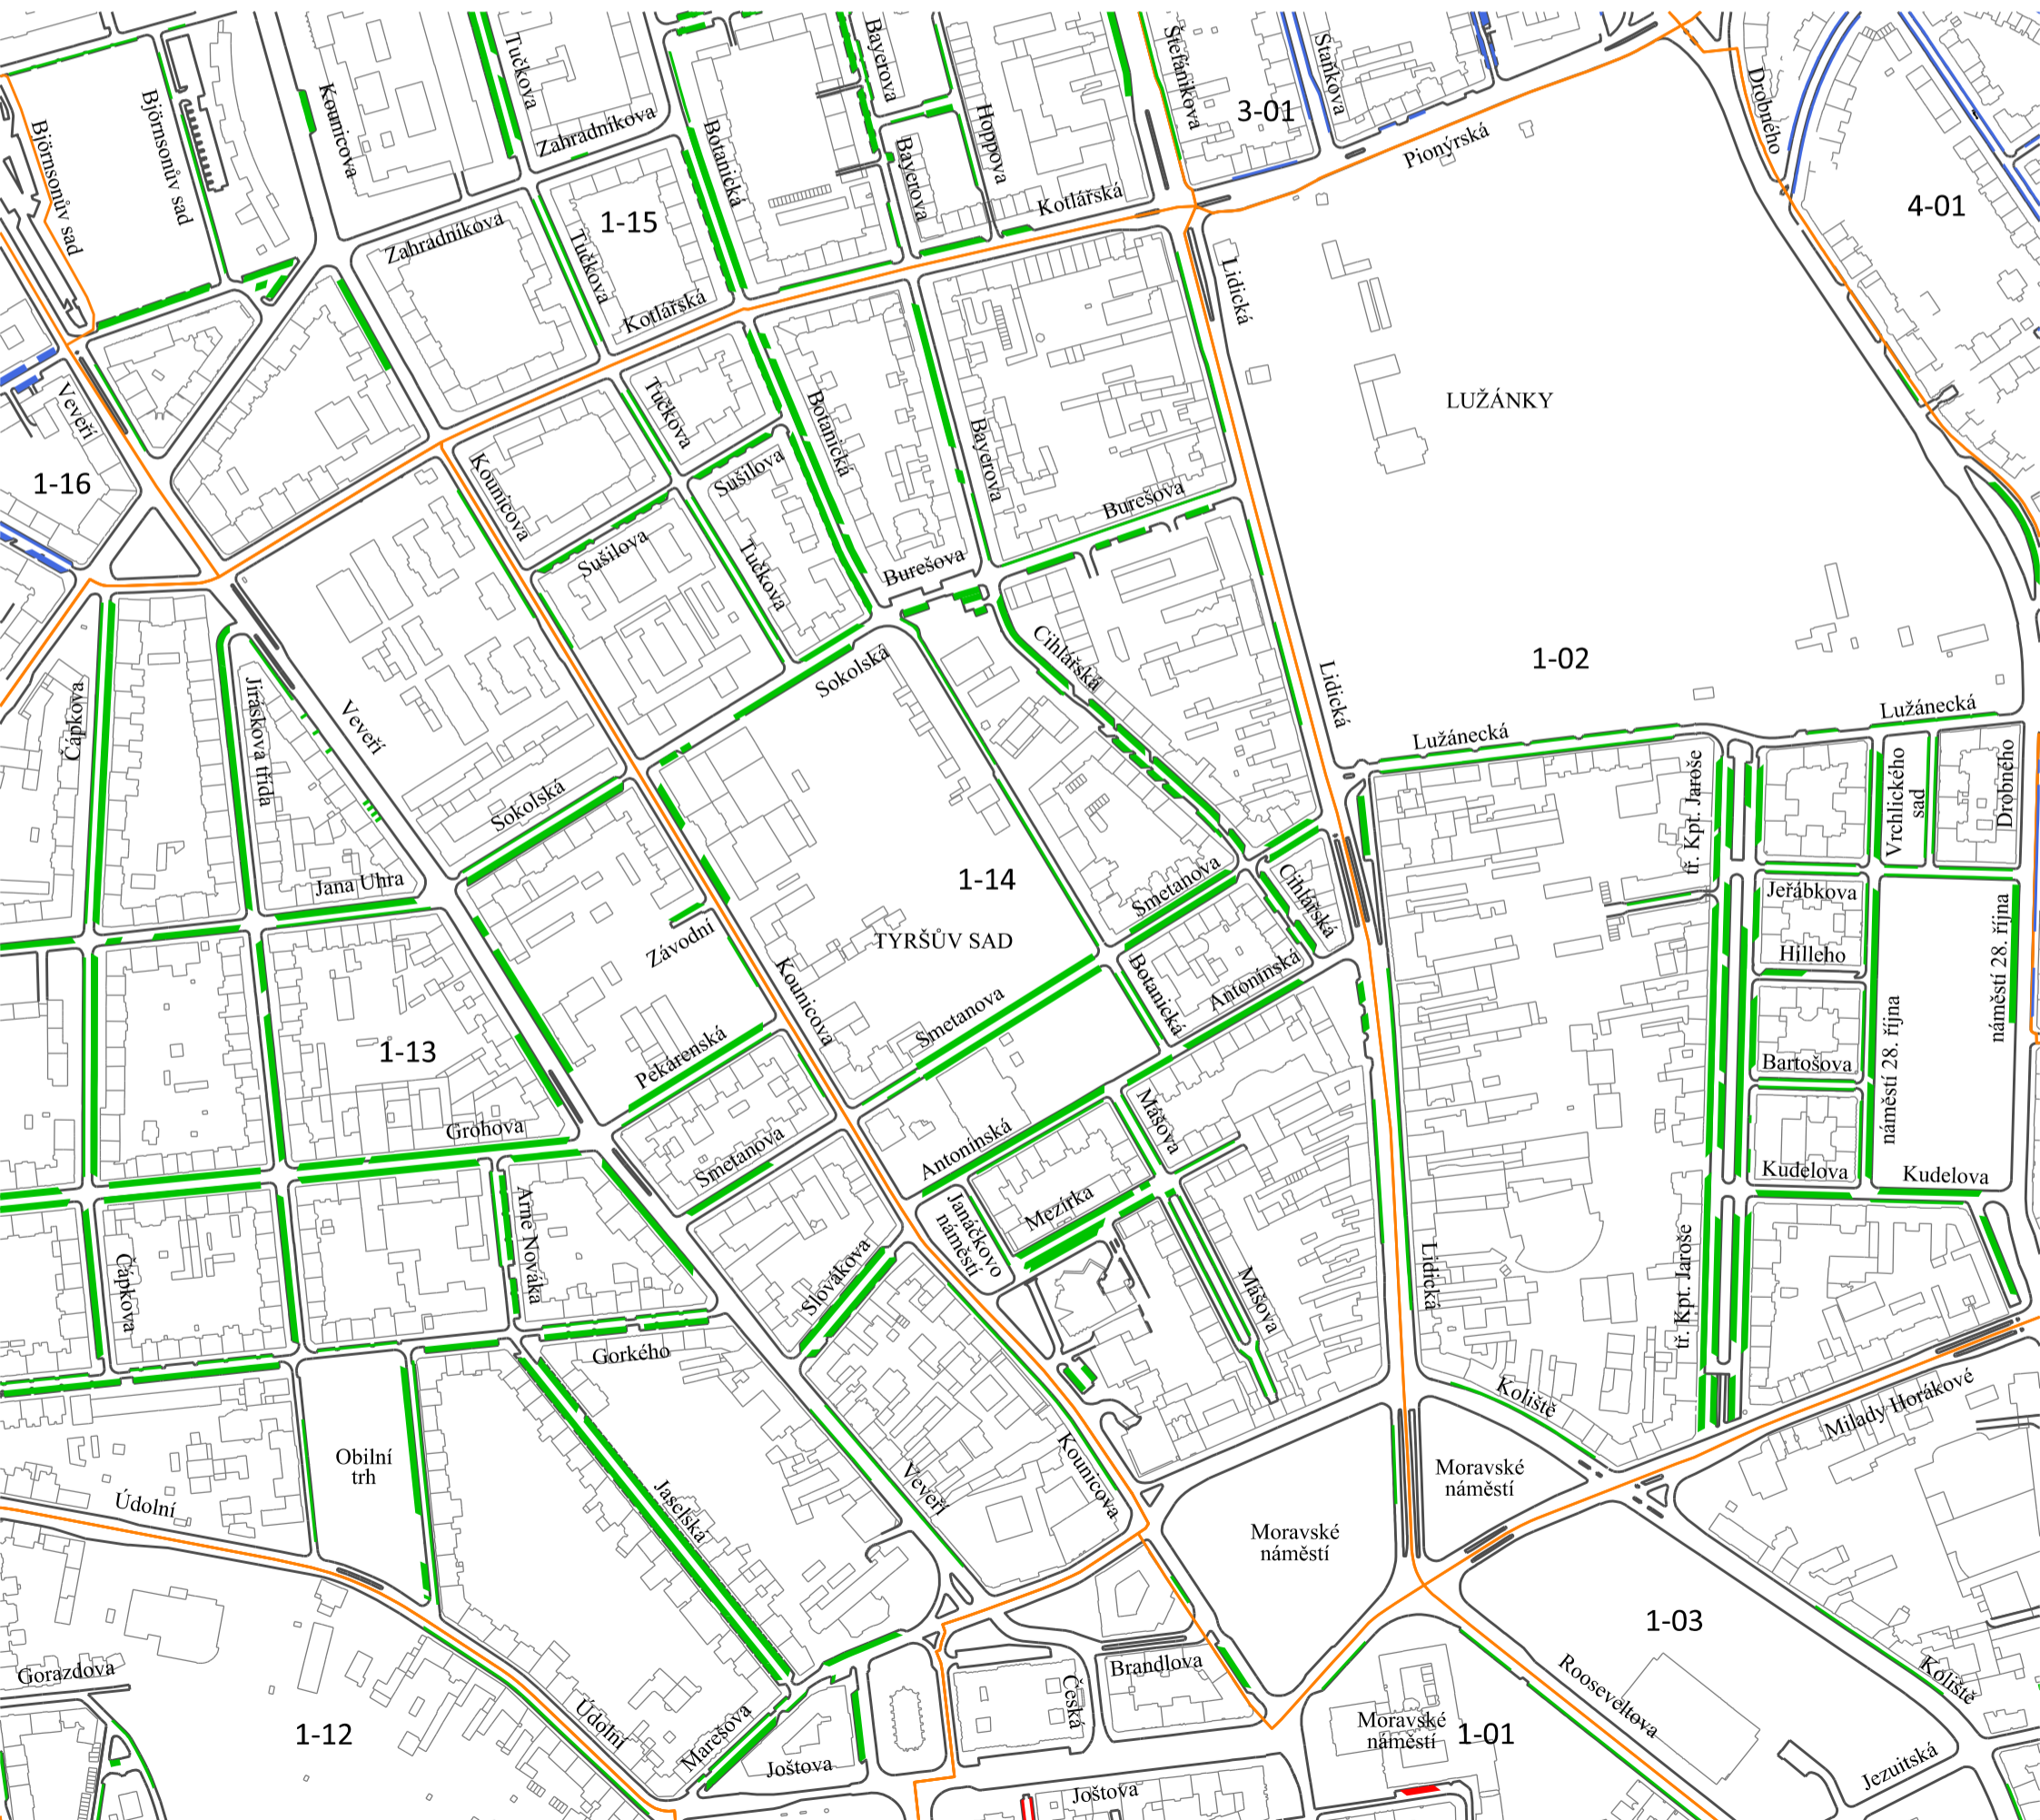 Tučkova
Bayerova
Štefánikova
Staňkova
Drobného
Björnsonův sad
Björnsonův sad
Kounicova
Zahradníkova
Botanická
Hoppova
3-01
Pionýrská
Bayerova
Kotlářská
4-01
1-15
Zahradníkova
Tučkova
Kotlářská
Lidická
Veveří
Tučkova
Botanická
LUŽÁNKY
Bayerova
1-16
Kounicova
Sušilova
Burešova
Sušilova
Tučkova
Burešova
Cihlářská
Sokolská
1-02
Lidická
Čápkova
Jiráskova třída
Veveří
Lužánecká
Lužánecká
tř. Kpt. Jaroše
Vrchlického
sad
Drobného
Sokolská
Jana Uhra
1-14
Smetanova
Cihlářská
Jeřábkova
Závodní
TYRŠŮV SAD
Hilleho
náměstí 28. října
Kounicova
Botanická
Antonínská
Smetanova
1-13
Pekárenská
Bartošova
náměstí 28. října
Grohova
Mášova
Antonínská
Smetanova
Kudelova
Kudelova
Arne Nováka
Janáčkovo
náměstí
Mezírka
Čápkova
Slovákova
Mášova
Lidická
tř. Kpt. Jaroše
Gorkého
Koliště
Milady Horákové
Obilní
trh
Kounicova
Moravské
náměstí
Údolní
Jaselská
Veveří
Moravské
náměstí
1-03
Gorazdova
Brandlova
Rooseveltova
Koliště
Česká
1-12
Údolní
Marešova
Moravské
náměstí
1-01
Joštova
Joštova
Jezuitská